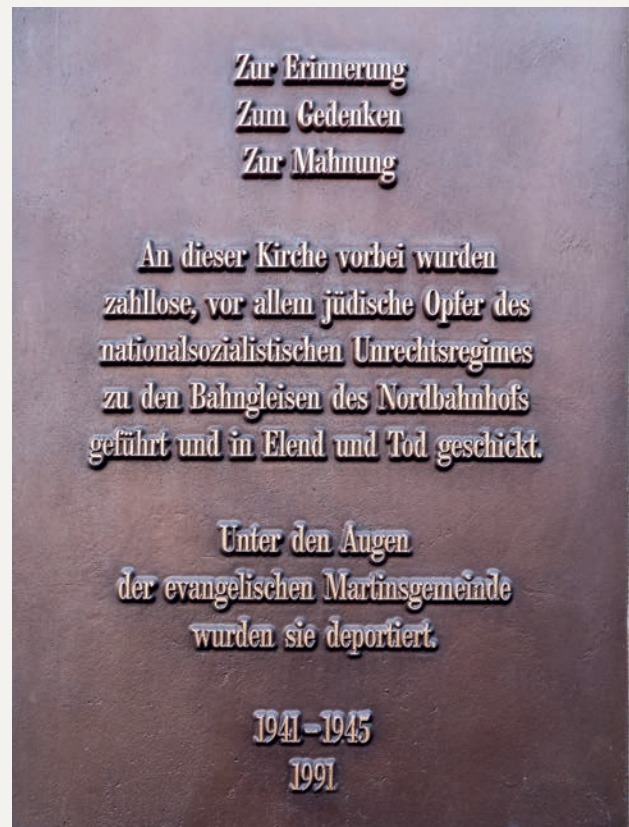 Zur Erinnerung
Zum Gedenken
Zur Mahnung
An dieser Kirche vorbei wurden
zahllose, vor allem jüdische Opfer des
nationalsozialistischen Unrechtsregimes
zu den Bahngleisen des Nordbahnhofs
geführt und in Elend und Tod geschickt.
Unter den Augen
der evangelischen Martinsgemeinde
wurden sie deportiert.
1941–1945
1991